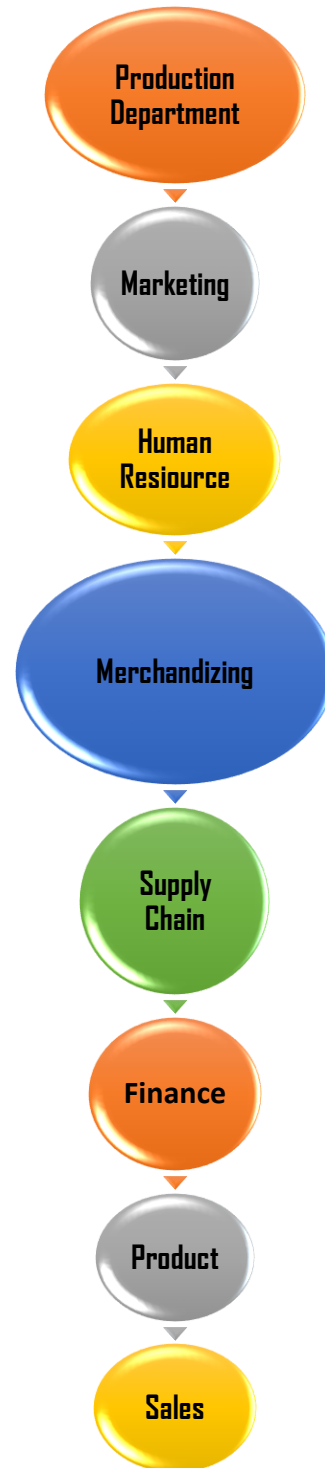 Production
Department
Marketing
Human
Resiource
Merchandizing
Supply
Chain
Finance
Product
Sales